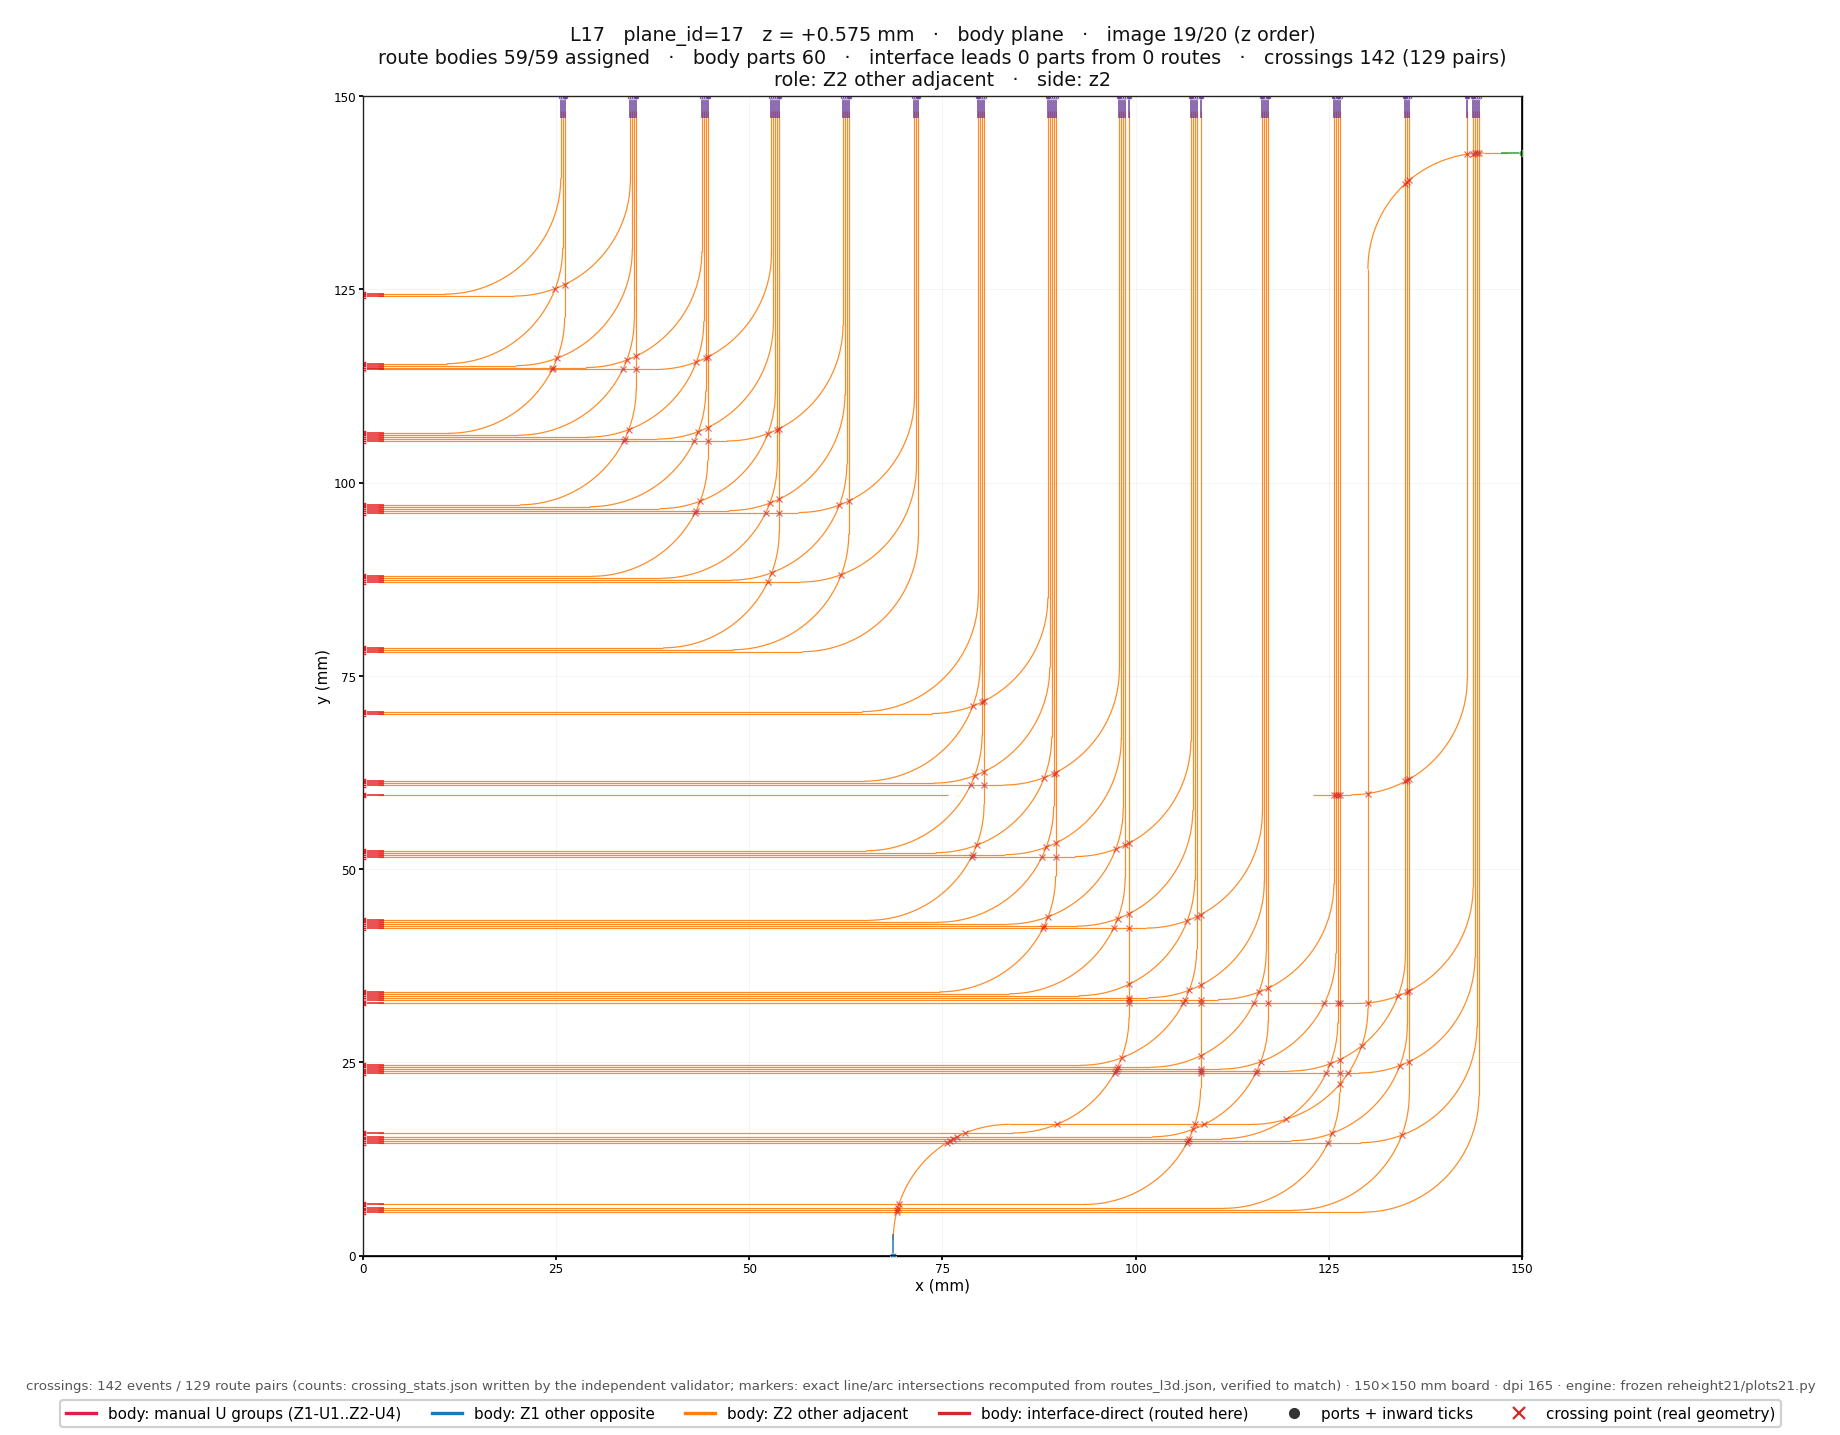 L17   plane_id=17   z = +0.575 mm   ·   body plane   ·   image 19/20 (z order)
route bodies 59/59 assigned   ·   body parts 60   ·   interface leads 0 parts from 0 routes   ·   crossings 142 (129 pairs)
role: Z2 other adjacent   ·   side: z2
150
125
100
75
50
25
0
y (mm)
0 25 50 75 100 125 150
x (mm)
crossings: 142 events / 129 route pairs (counts: crossing_stats.json written by the independent validator; markers: exact line/arc intersections recomputed from routes_l3d.json, verified to match) · 150×150 mm board · dpi 165 · engine: frozen reheight21/plots21.py
body: manual U groups (Z1-U1..Z2-U4) body: Z1 other opposite body: Z2 other adjacent body: interface-direct (routed here) ports + inward ticks crossing point (real geometry)